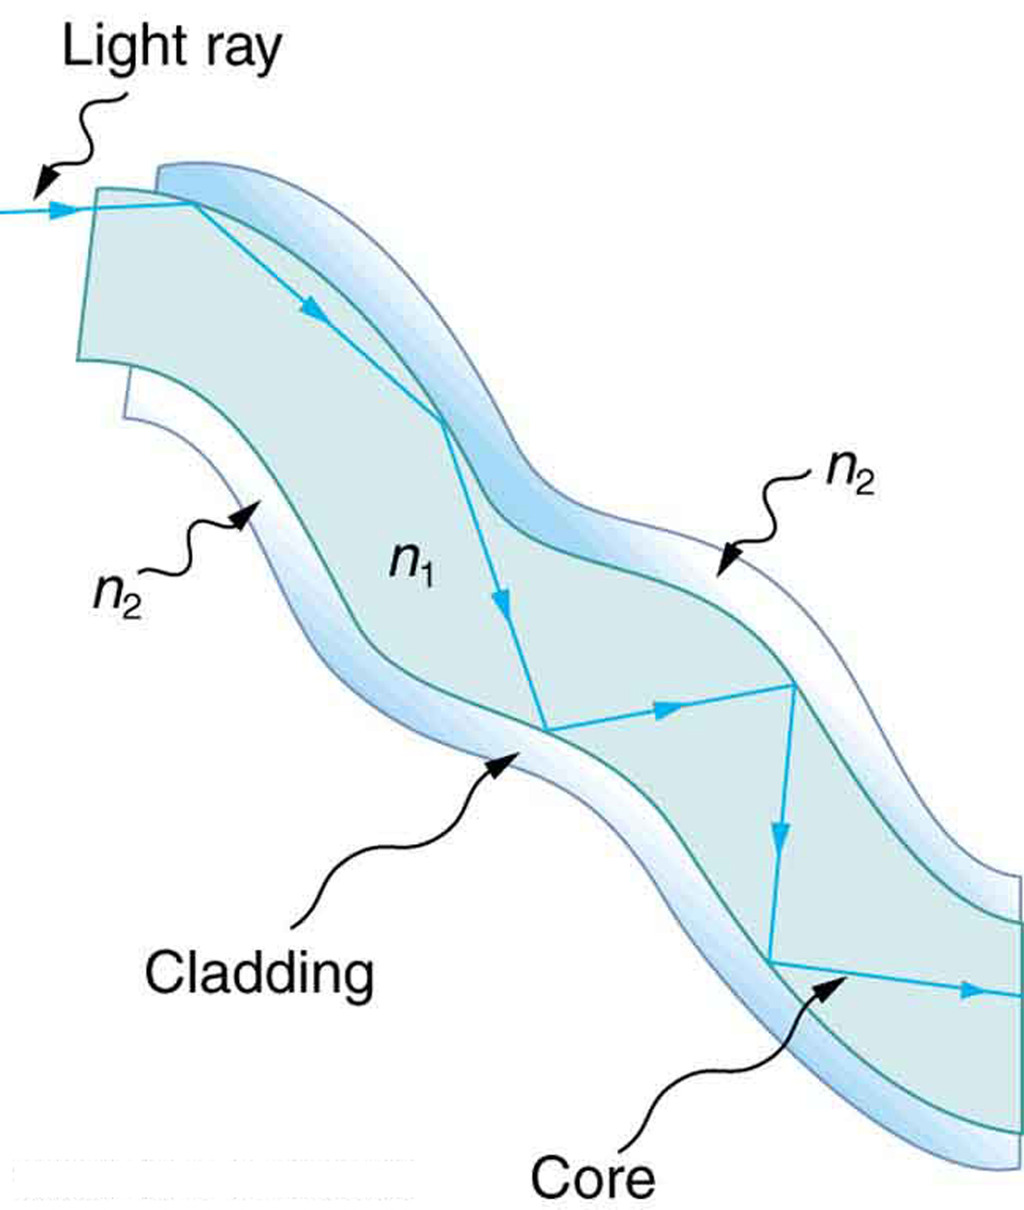 Light ray
n₂
n₁
n₂
Cladding
Core